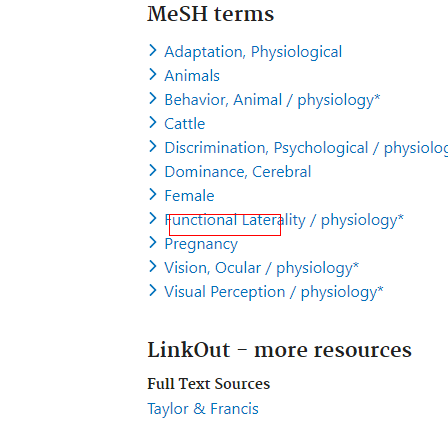 MeSH terms
Adaptation, Physiological
Animals
Behavior, Animal / physiology*
Cattle
Discrimination, Psychological / physiolog
Dominance, Cerebral
Female
Functional Laterality / physiology*
Pregnancy
Vision, Ocular / physiology*
Visual Perception / physiology*
LinkOut - more resources
Full Text Sources
Taylor & Francis